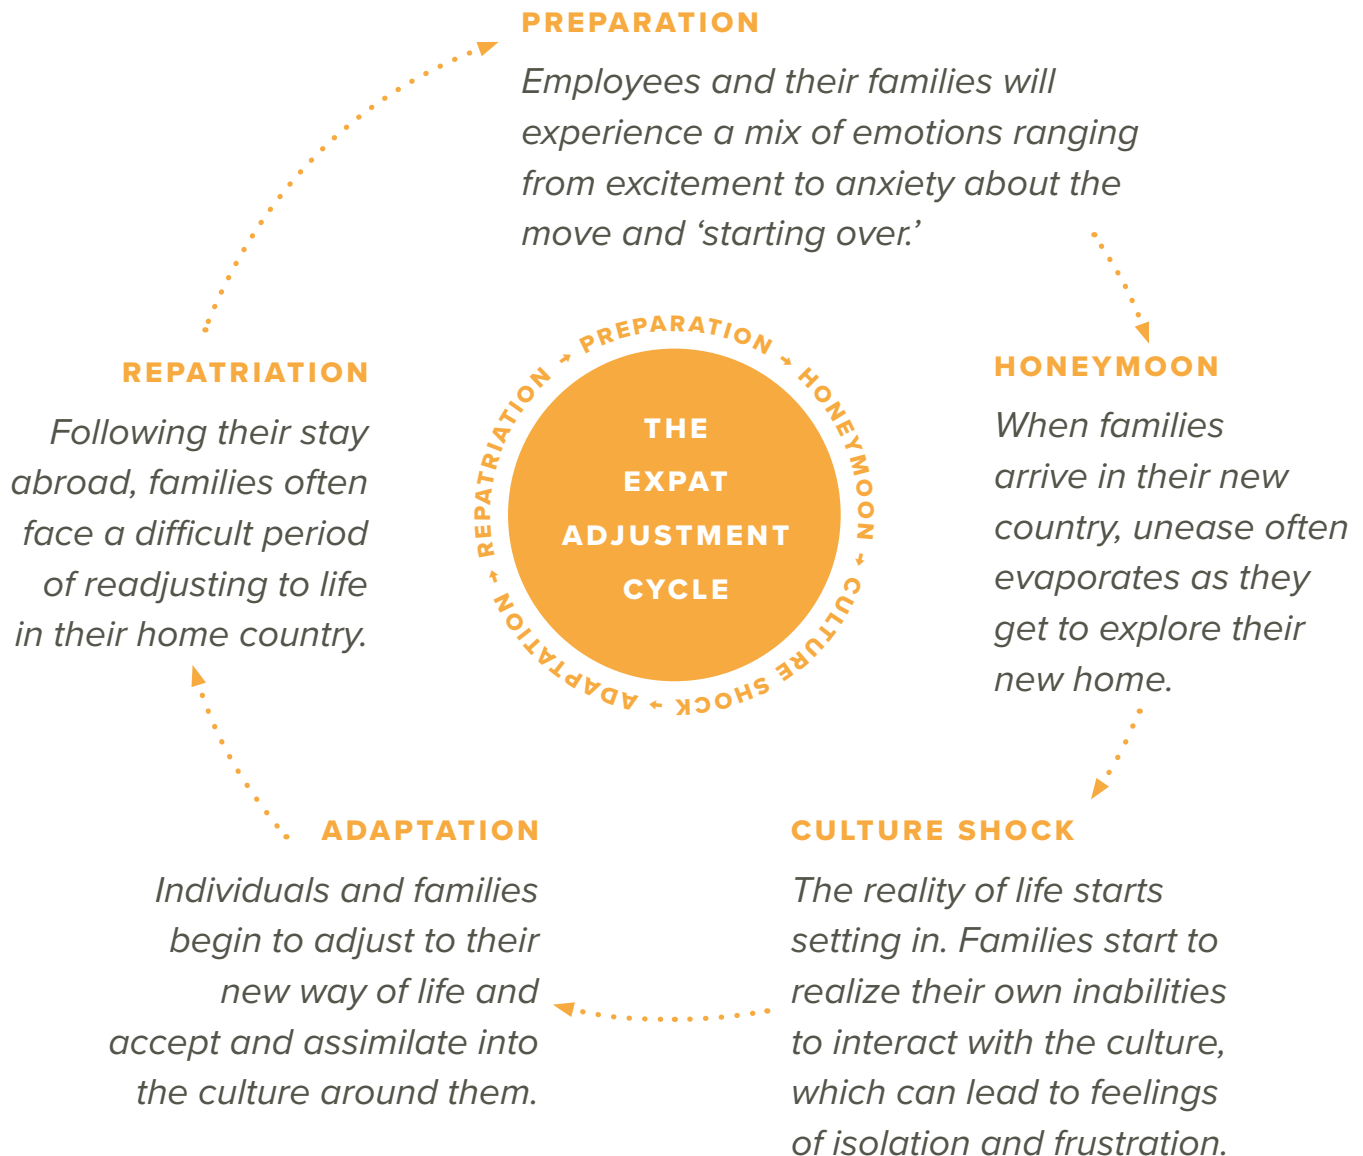 PREPARATION
Employees and their families will
experience a mix of emotions ranging
from excitement to anxiety about the
move and ‘starting over.’
HONEYMOON
When families
arrive in their new
country, unease often
evaporates as they
get to explore their
new home.
CULTURE SHOCK
The reality of life starts
setting in. Families start to
realize their own inabilities
to interact with the culture,
which can lead to feelings
of isolation and frustration.
ADAPTATION
Individuals and families
begin to adjust to their
new way of life and
accept and assimilate into
the culture around them.
REPATRIATION
Following their stay
abroad, families often
face a difficult period
of readjusting to life
in their home country.
THE
EXPAT
ADJUSTMENT
CYCLE
PREPARATION → HONEYMOON → CULTURE SHOCK → ADAPTATION → REPATRIATION →